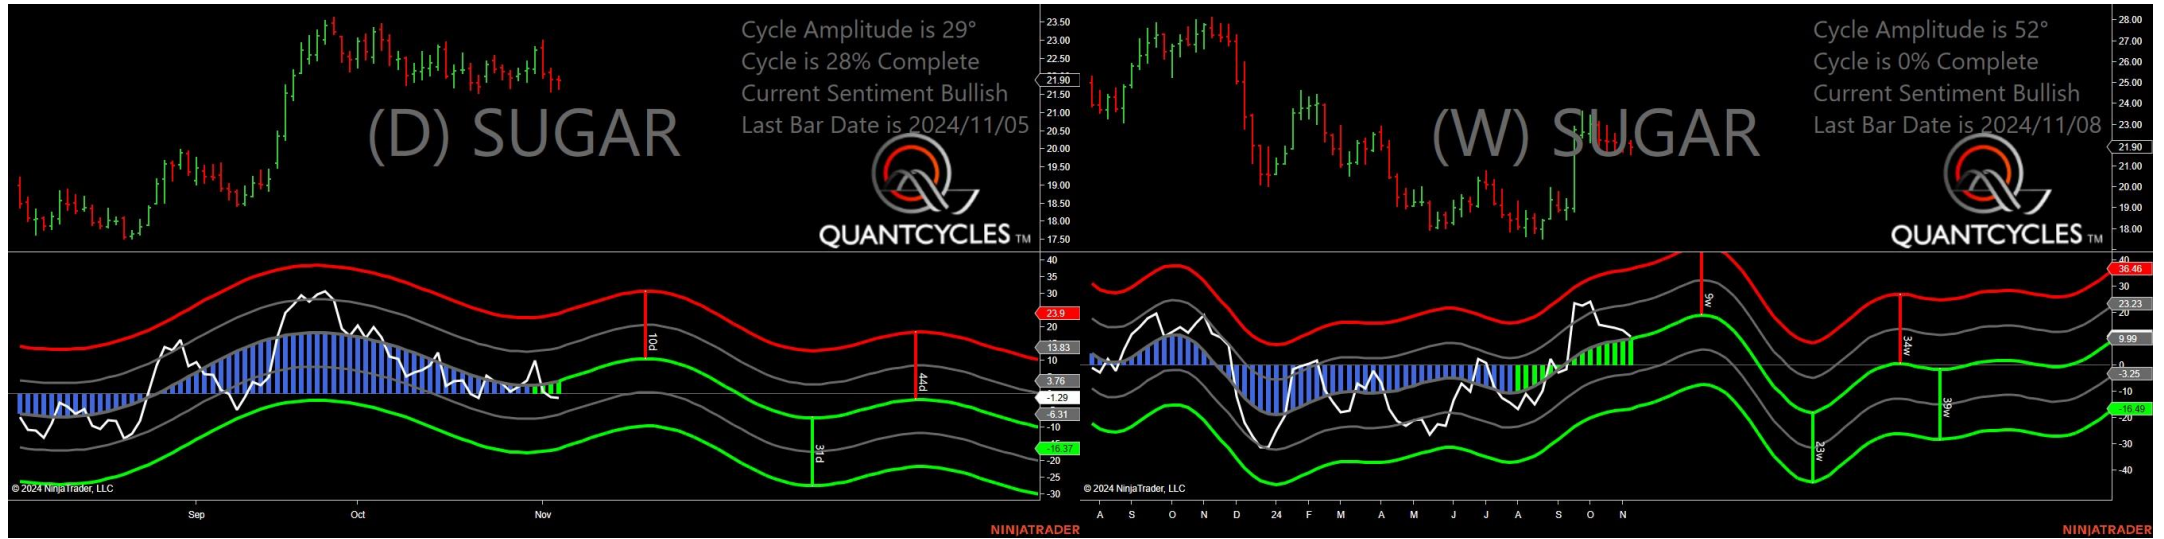 Cycle Amplitude is 29°
Cycle is 28% Complete
Current Sentiment Bullish
Last Bar Date is 2024/11/05
(D) SUGAR
QUANTCYCLES TM
23.50
23.00
22.50
21.90
21.50
21.00
20.50
20.00
19.50
19.00
18.50
18.00
17.50
40
35
30
23.9
20
13.83
10
3.76
-1.29
-6.31
-10
-16.37
-20
-25
-30
10d
31d
44d
© 2024 NinjaTrader, LLC
Sep Oct Nov
NINJATRADER
Cycle Amplitude is 52°
Cycle is 0% Complete
Current Sentiment Bullish
Last Bar Date is 2024/11/08
(W) SUGAR
QUANTCYCLES TM
28.00
27.00
26.00
25.00
24.00
23.00
21.90
21.00
20.00
19.00
18.00
40
36.46
30
23.23
20
9.99
0
-3.25
-10
-16.49
-20
-30
-40
9w
23w
34w
39w
© 2024 NinjaTrader, LLC
A S O N D 24 F M A M J J A S O N
NINJATRADER